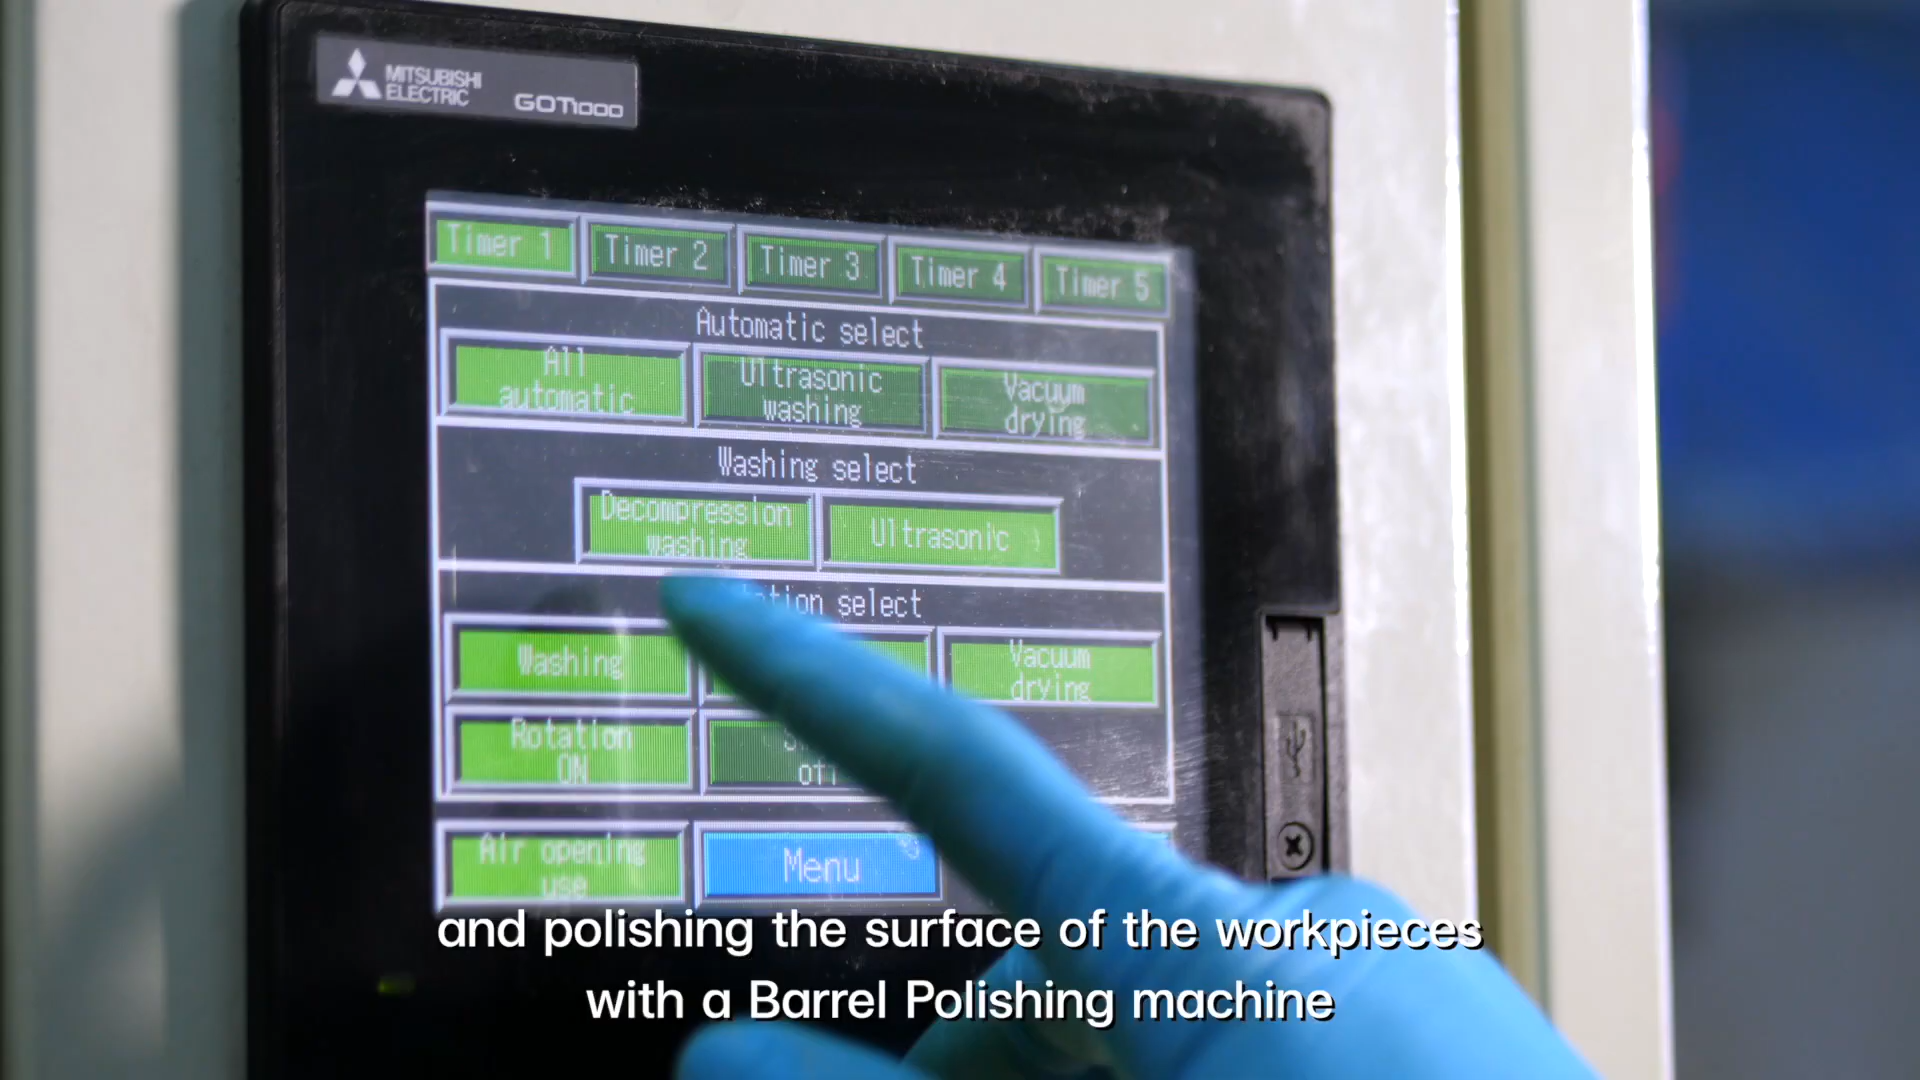 MITSUBISHI
ELECTRIC
GOT1000
Timer 1
Timer 2
Timer 3
Timer 4
Timer 5
Automatic select
All
automatic
Ultrasonic
washing
Vacuum
drying
Washing select
Decompression
washing
Ultrasonic
select
Washing
Vacuum
drying
Rotation
ON
Air opening
use
Menu
and polishing the surface of the workpieces
with a Barrel Polishing machine